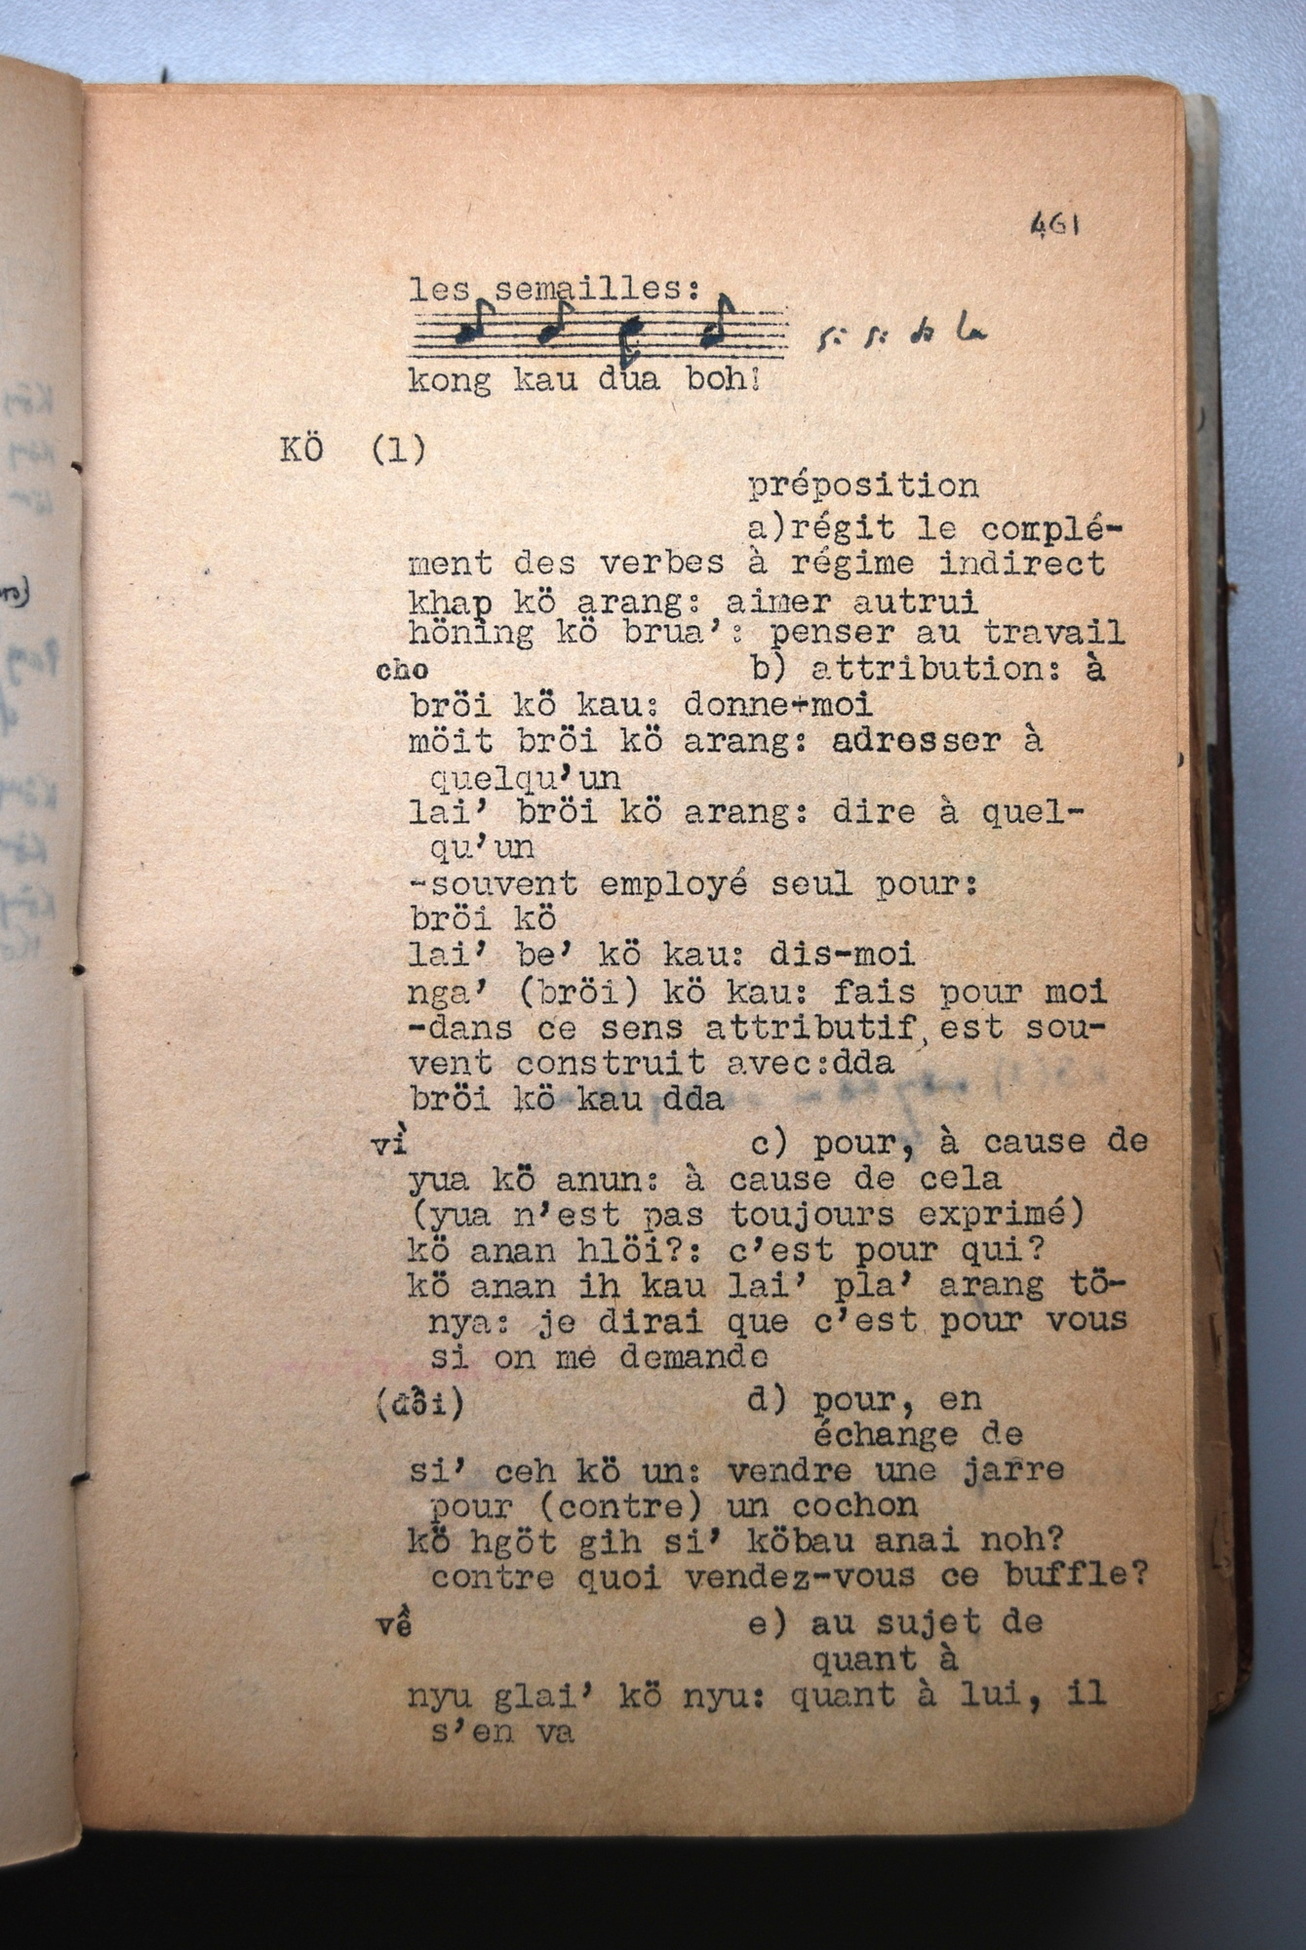 461
les semailles:
si si do la
kong kau dua boh!
KÖ (1)
préposition
a)régit le complé-
ment des verbes à régime indirect
khap kö arang: aimer autrui
höning kö brua': penser au travail
cho b) attribution: à
bröi kö kau: donne-moi
möit bröi kö arang: adresser à
quelqu'un
lai' bröi kö arang: dire à quel-
qu'un
-souvent employé seul pour:
bröi kö
lai' be' kö kau: dis-moi
nga' (bröi) kö kau: fais pour moi
-dans ce sens attributif, est sou-
vent construit avec:dda
bröi kö kau dda
vì c) pour, à cause de
yua kö anun: à cause de cela
(yua n'est pas toujours exprimé)
kö anan hlöi?: c'est pour qui?
kö anan ih kau lai' pla' arang tö-
nya: je dirai que c'est pour vous
si on me demande
(đồi) d) pour, en
échange de
si' ceh kö un: vendre une jarre
pour (contre) un cochon
kö hgöt gih si' köbau anai noh?
contre quoi vendez-vous ce buffle?
về e) au sujet de
quant à
nyu glai' kö nyu: quant à lui, il
s'en va